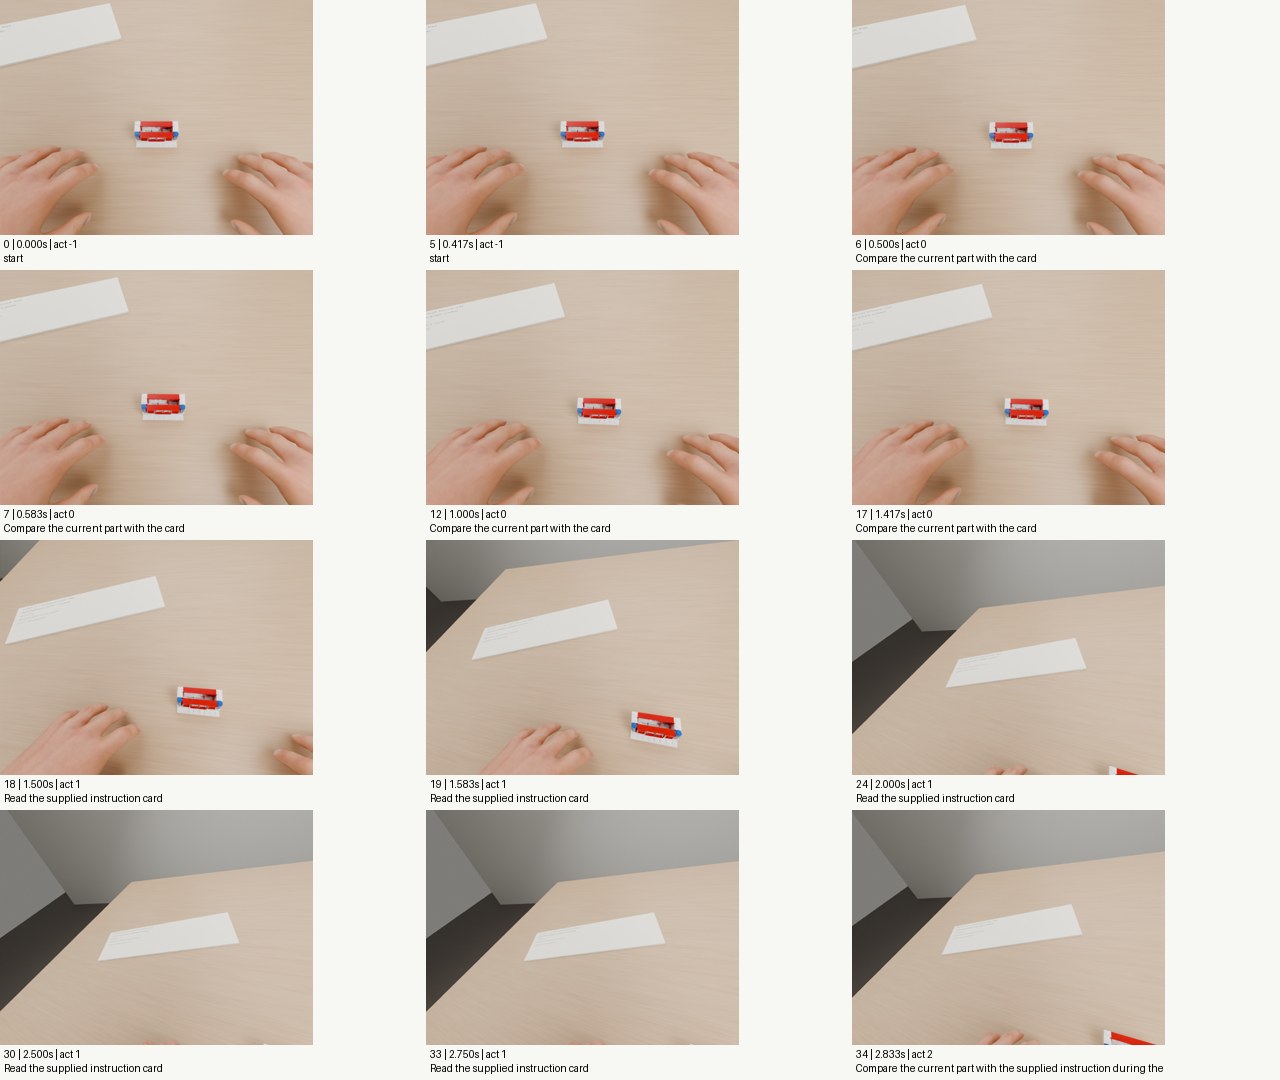 0 | 0.000s | act -1
start
5 | 0.417s | act -1
start
6 | 0.500s | act 0
Compare the current part with the card
7 | 0.583s | act 0
Compare the current part with the card
12 | 1.000s | act 0
Compare the current part with the card
17 | 1.417s | act 0
Compare the current part with the card
18 | 1.500s | act 1
Read the supplied instruction card
19 | 1.583s | act 1
Read the supplied instruction card
24 | 2.000s | act 1
Read the supplied instruction card
30 | 2.500s | act 1
Read the supplied instruction card
33 | 2.750s | act 1
Read the supplied instruction card
34 | 2.833s | act 2
Compare the current part with the supplied instruction during the